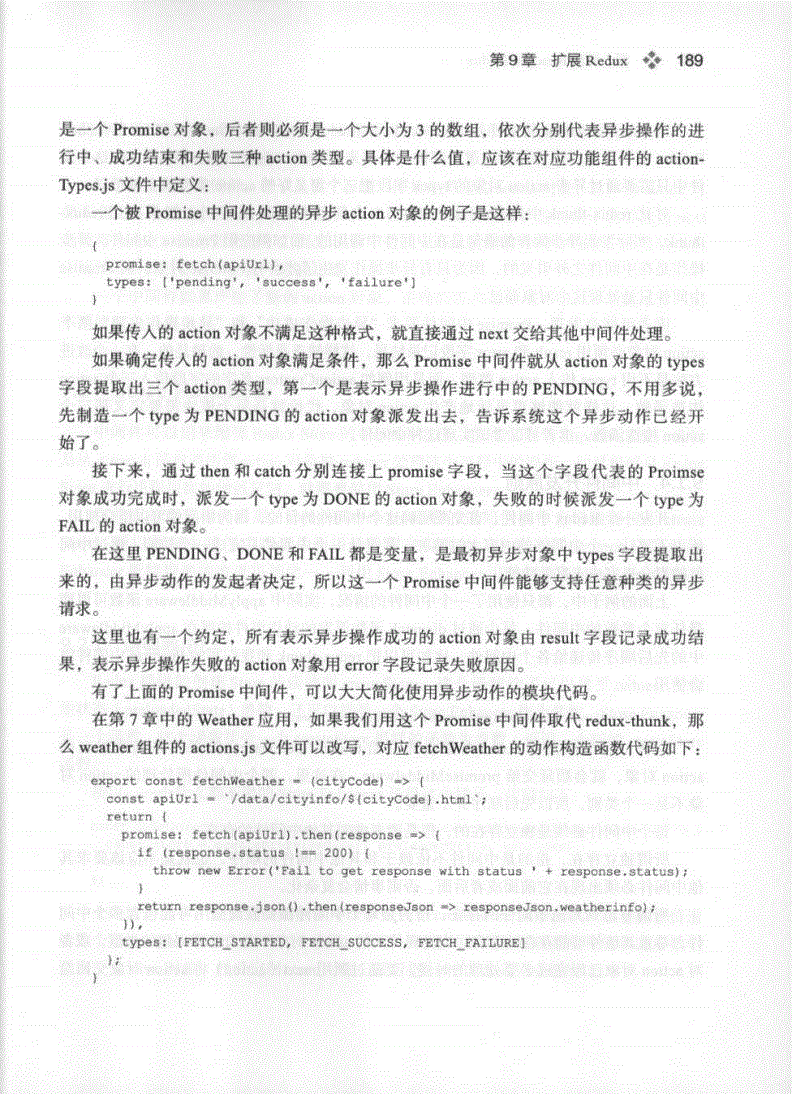 第9章 扩展 Redux 189
是一个 Promise 对象，后者则必须是一个大小为 3 的数组，依次分别代表异步操作的进
行中、成功结束和失败三种 action 类型。具体是什么值，应该在对应功能组件的 action-
Types.js 文件中定义：
一个被 Promise 中间件处理的异步 action 对象的例子是这样：
{
promise: fetch(apiUrl),
types: ['pending', 'success', 'failure']
}
如果传入的 action 对象不满足这种格式，就直接通过 next 交给其他中间件处理。
如果确定传入的 action 对象满足条件，那么 Promise 中间件就从 action 对象的 types
字段提取出三个 action 类型，第一个是表示异步操作进行中的 PENDING，不用多说，
先制造一个 type 为 PENDING 的 action 对象派发出去，告诉系统这个异步动作已经开
始了。
接下来，通过 then 和 catch 分别连接上 promise 字段，当这个字段代表的 Proimse
对象成功完成时，派发一个 type 为 DONE 的 action 对象，失败的时候派发一个 type 为
FAIL 的 action 对象。
在这里 PENDING、DONE 和 FAIL 都是变量，是最初异步对象中 types 字段提取出
来的，由异步动作的发起者决定，所以这一个 Promise 中间件能够支持任意种类的异步
请求。
这里也有一个约定，所有表示异步操作成功的 action 对象由 result 字段记录成功结
果，表示异步操作失败的 action 对象用 error 字段记录失败原因。
有了上面的 Promise 中间件，可以大大简化使用异步动作的模块代码。
在第 7 章中的 Weather 应用，如果我们用这个 Promise 中间件取代 redux-thunk，那
么 weather 组件的 actions.js 文件可以改写，对应 fetchWeather 的动作构造函数代码如下：
export const fetchWeather = (cityCode) => {
const apiUrl = `/data/cityinfo/${cityCode}.html`;
return {
promise: fetch(apiUrl).then(response => {
if (response.status !== 200) {
throw new Error('Fail to get response with status ' + response.status);
}
return response.json().then(responseJson => responseJson.weatherinfo);
}),
types: [FETCH_STARTED, FETCH_SUCCESS, FETCH_FAILURE]
};
}